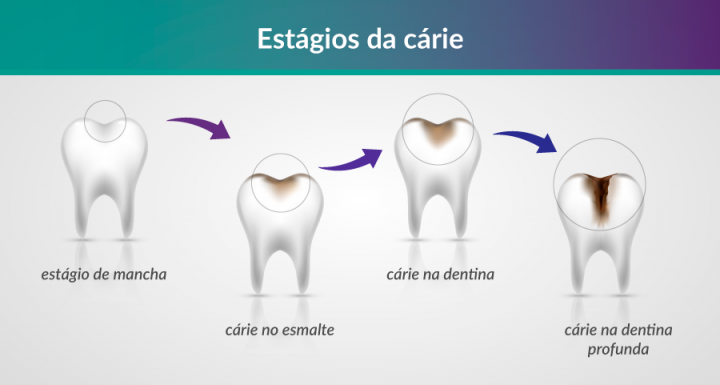 Estágios da cárie
estágio de mancha
cárie no esmalte
cárie na dentina
cárie na dentina
profunda